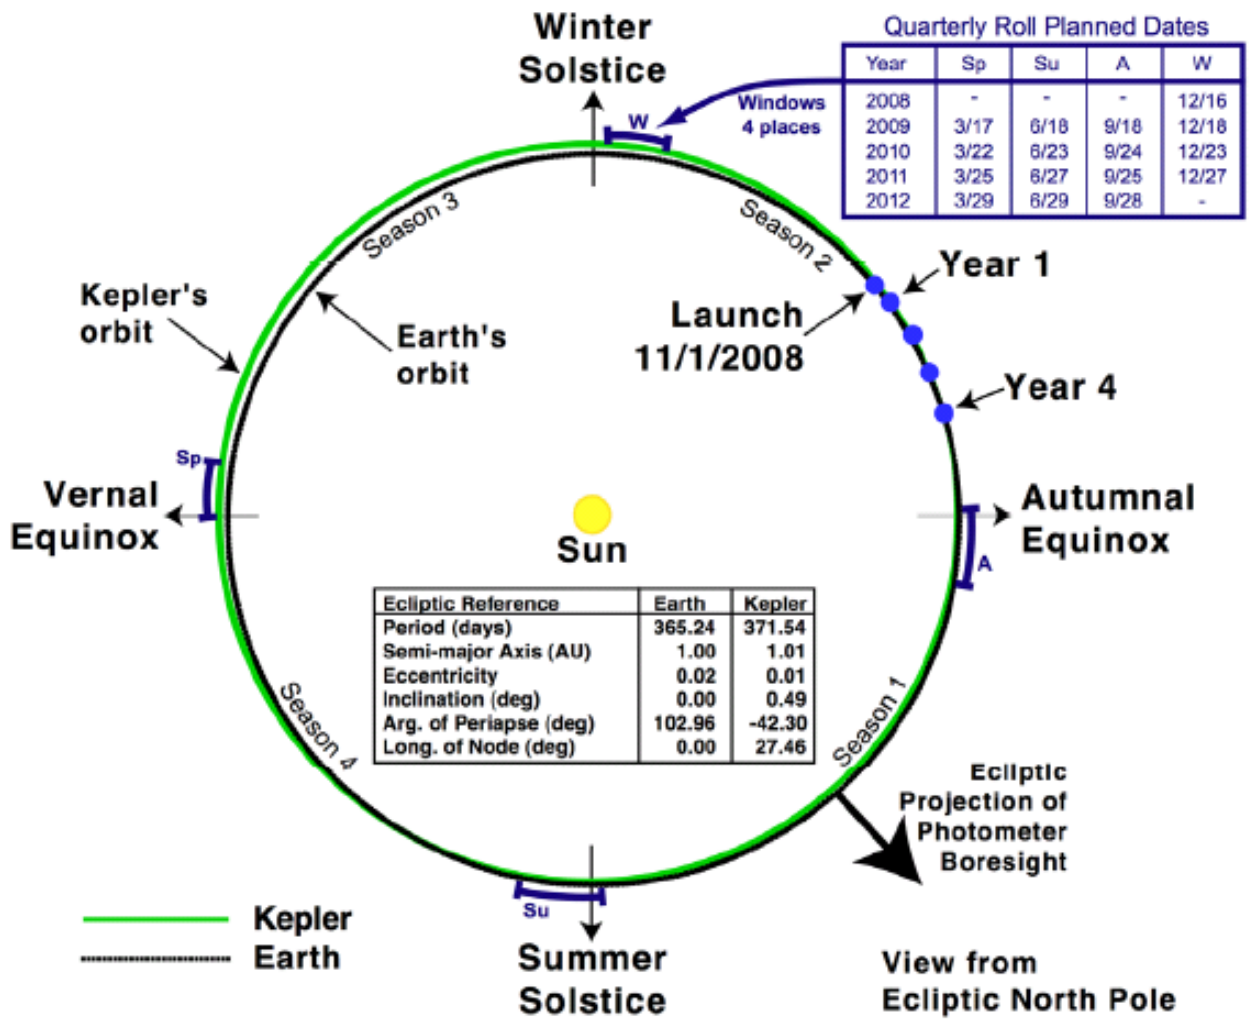 Winter
Solstice
Quarterly Roll Planned Dates
Year Sp Su A W
2008 - - - 12/16
2009 3/17 6/18 9/18 12/18
2010 3/22 6/23 9/24 12/23
2011 3/25 6/27 9/25 12/27
2012 3/29 6/29 9/28 -
Windows
4 places
W
Season 3
Season 2
Year 1
Kepler's
orbit
Earth's
orbit
Launch
11/1/2008
Year 4
Sp
Vernal
Equinox
Sun
Autumnal
Equinox
A
Ecliptic Reference Earth Kepler
Period (days) 365.24 371.54
Semi-major Axis (AU) 1.00 1.01
Eccentricity 0.02 0.01
Inclination (deg) 0.00 0.49
Arg. of Periapse (deg) 102.96 -42.30
Long. of Node (deg) 0.00 27.46
Season 4
Season 1
Ecliptic
Projection of
Photometer
Boresight
Su
Kepler
Earth
Summer
Solstice
View from
Ecliptic North Pole